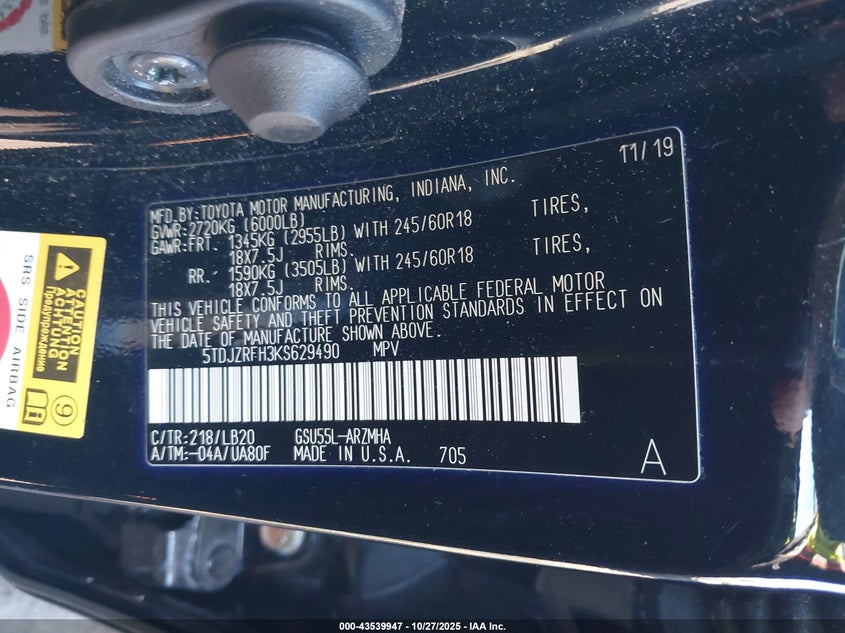 11/19
MFD.BY:TOYOTA MOTOR MANUFACTURING, INDIANA, INC.
GVWR:2720KG (6000LB)
GAWR:FRT. 1345KG (2955LB) WITH 245/60R18 TIRES,
18X7.5J RIMS.
RR. 1590KG (3505LB) WITH 245/60R18 TIRES,
18X7.5J RIMS.
THIS VEHICLE CONFORMS TO ALL APPLICABLE FEDERAL MOTOR
VEHICLE SAFETY AND THEFT PREVENTION STANDARDS IN EFFECT ON
THE DATE OF MANUFACTURE SHOWN ABOVE.
5TDJZRFH3KS629490 MPV
C/TR:218/LB20 GSU55L-ARZMHA
A/TM:-04A/UA80F MADE IN U.S.A. 705
A
SRS SIDE AIRBAG
CAUTION
ATTENTION
ACHTUNG
Предупреждение
9
000-43539947 - 10/27/2025 - IAA Inc.